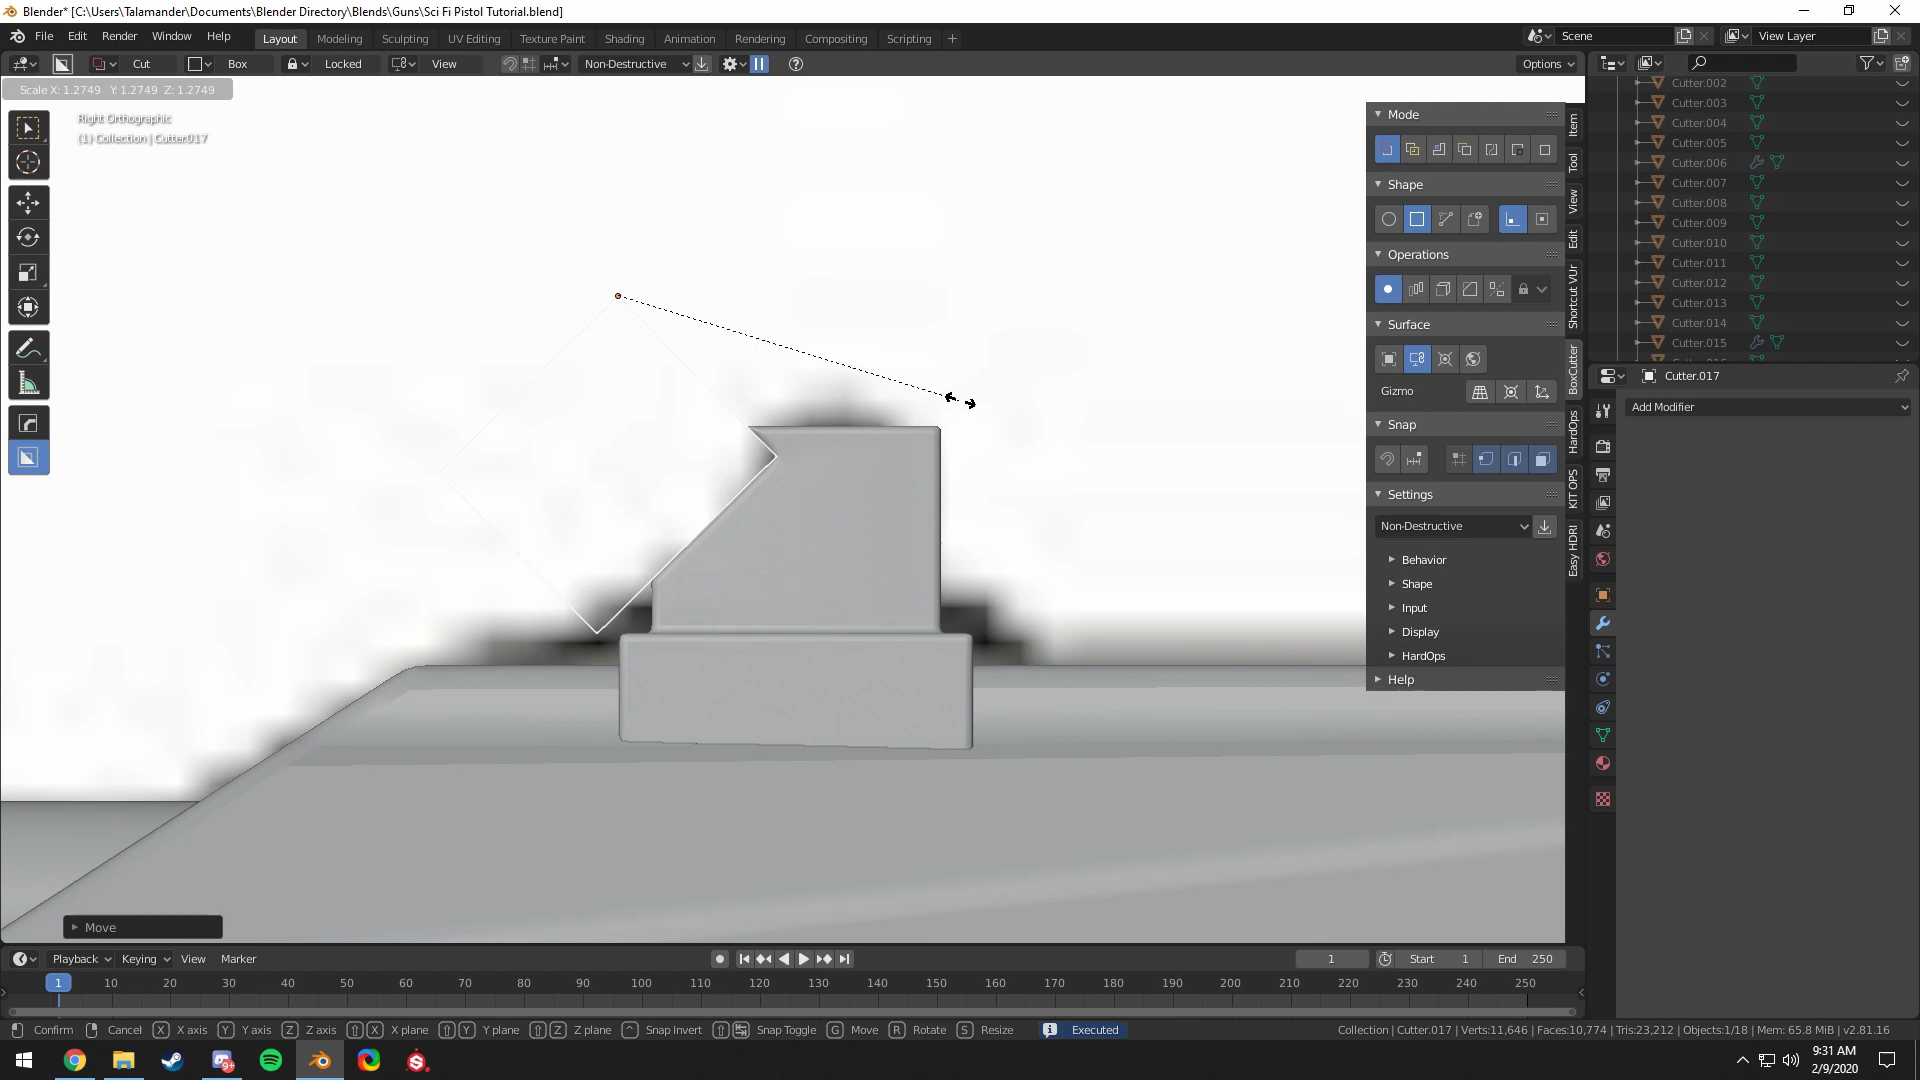 Blender* [C:\Users\Talamander\Documents\Blender Directory\Blends\Guns\Sci Fi Pistol Tutorial.blend]
File Edit Render Window Help Layout Modeling Sculpting UV Editing Texture Paint Shading Animation Rendering Compositing Scripting + Scene View Layer
Cut Box Locked View Non-Destructive Options
Scale X: 1.2749 Y: 1.2749 Z: 1.2749
Right Orthographic
(1) Collection | Cutter.017
Mode
Shape
Operations
Surface
Gizmo
Snap
Settings
Non-Destructive
Behavior
Shape
Input
Display
HardOps
Help
Item
Tool
View
Edit
Shortcut VUr
BoxCutter
HardOps
KIT OPS
Easy HDRI
Cutter.002
Cutter.003
Cutter.004
Cutter.005
Cutter.006
Cutter.007
Cutter.008
Cutter.009
Cutter.010
Cutter.011
Cutter.012
Cutter.013
Cutter.014
Cutter.015
Cutter.017
Add Modifier
Move
Playback Keying View Marker 1 Start 1 End 250
1 10 20 30 40 50 60 70 80 90 100 110 120 130 140 150 160 170 180 190 200 210 220 230 240 250
Confirm Cancel X X axis Y Y axis Z Z axis X X plane Y Y plane Z Z plane Snap Invert Snap Toggle G Move R Rotate S Resize Executed Collection | Cutter.017 | Verts:11,646 | Faces:10,774 | Tris:23,212 | Objects:1/18 | Mem: 65.8 MiB | v2.81.16
9+
9:31 AM
2/9/2020